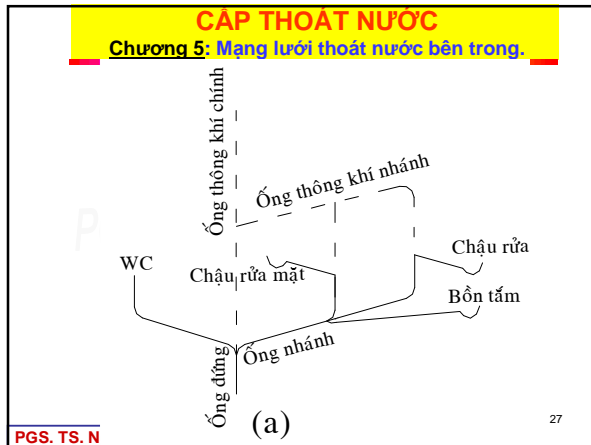 CẤP THOÁT NƯỚC
Chương 5: Mạng lưới thoát nước bên trong.
Ống thông khí chính
Ống thông khí nhánh
WC
Chậu rửa mặt
Chậu rửa
Bồn tắm
Ống nhánh
Ống đứng
(a)
27
PGS. TS. N